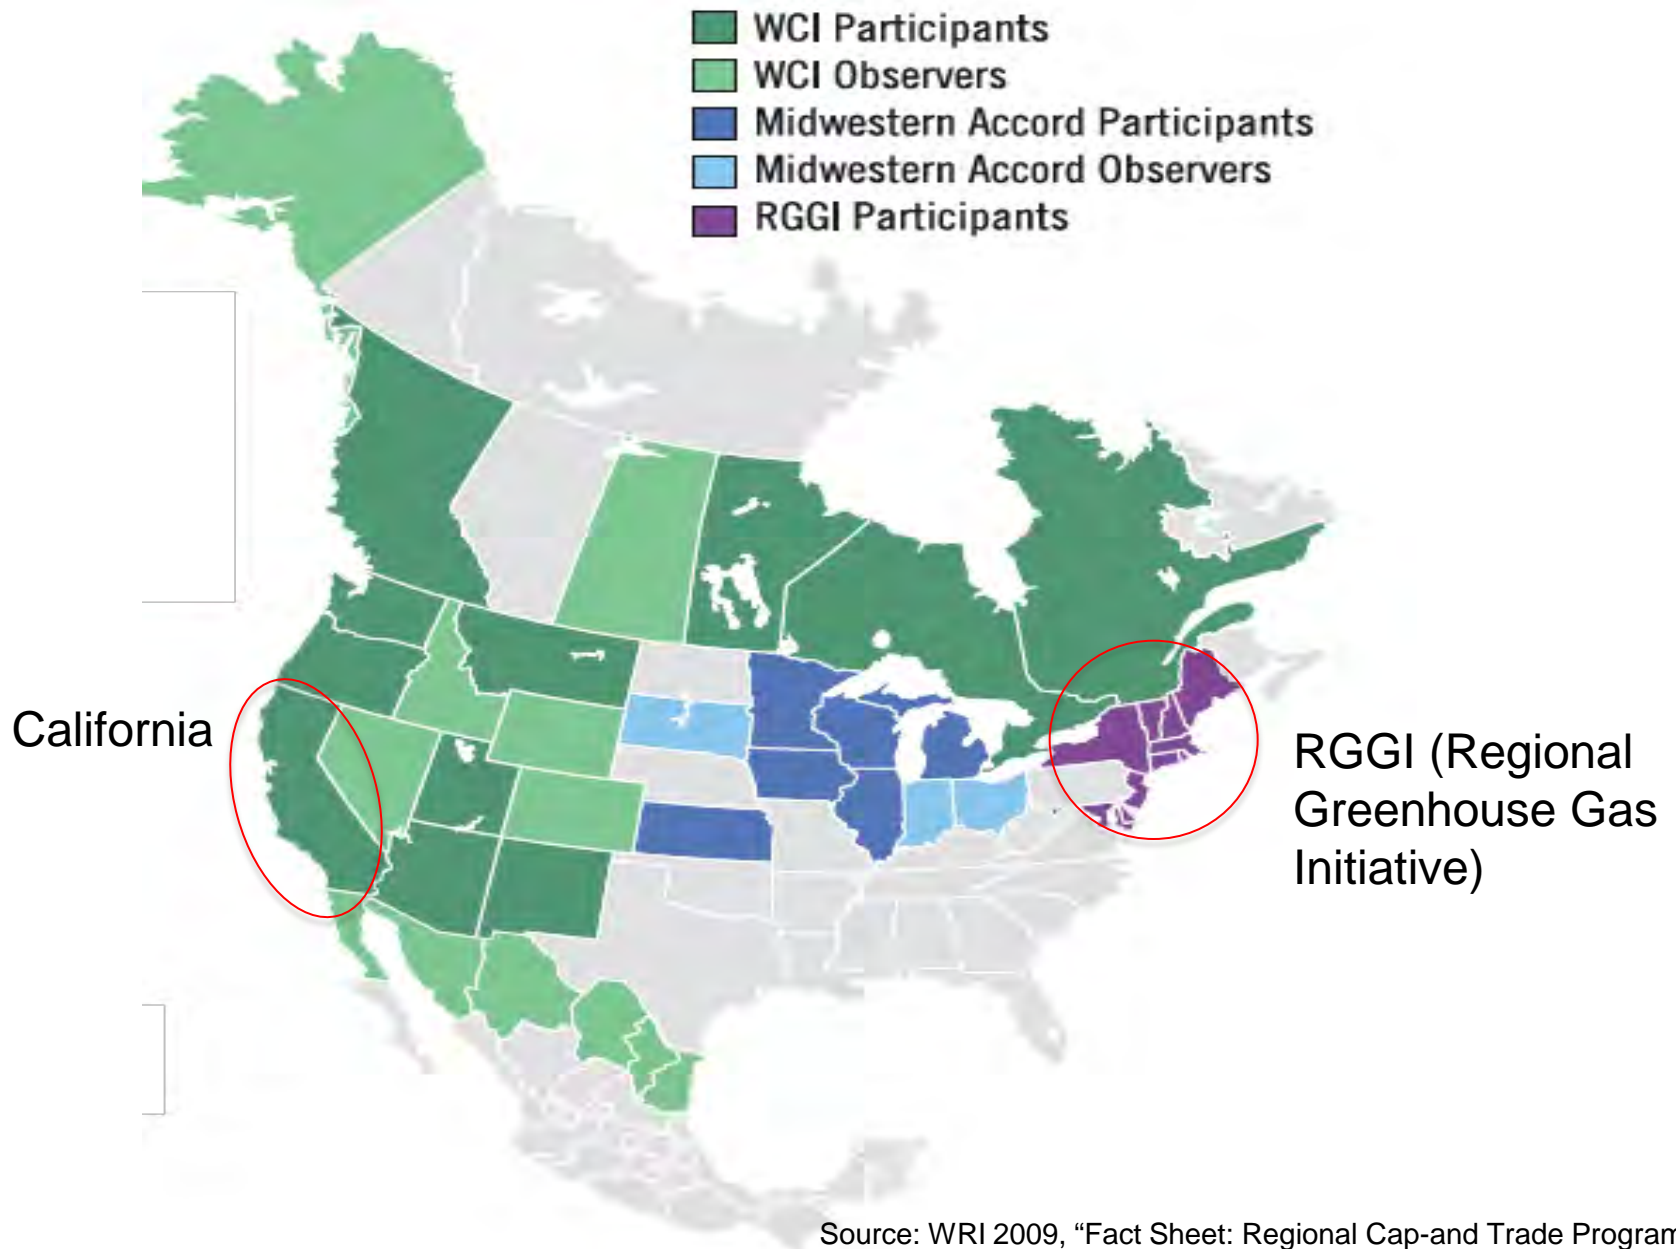 WCI Participants
WCI Observers
Midwestern Accord Participants
Midwestern Accord Observers
RGGI Participants
California
RGGI (Regional
Greenhouse Gas
Initiative)
Source: WRI 2009, “Fact Sheet: Regional Cap-and Trade Program